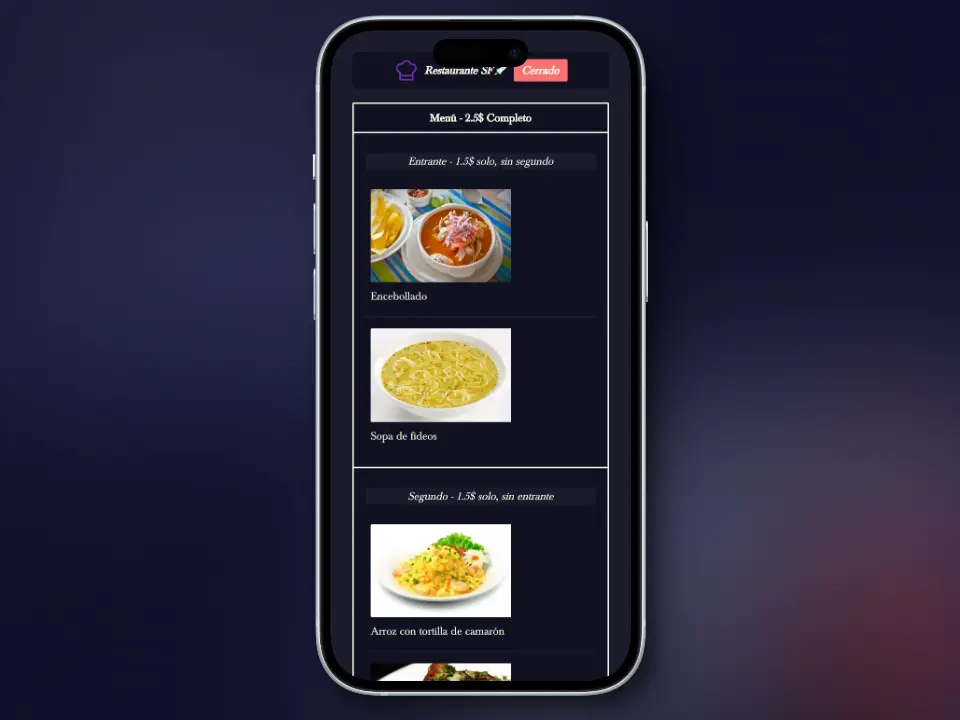 Restaurante SF🚀 Cerrado
Menú - 2.5$ Completo
Entrante - 1.5$ solo, sin segundo
Encebollado
Sopa de fideos
Segundo - 1.5$ solo, sin entrante
Arroz con tortilla de camarón